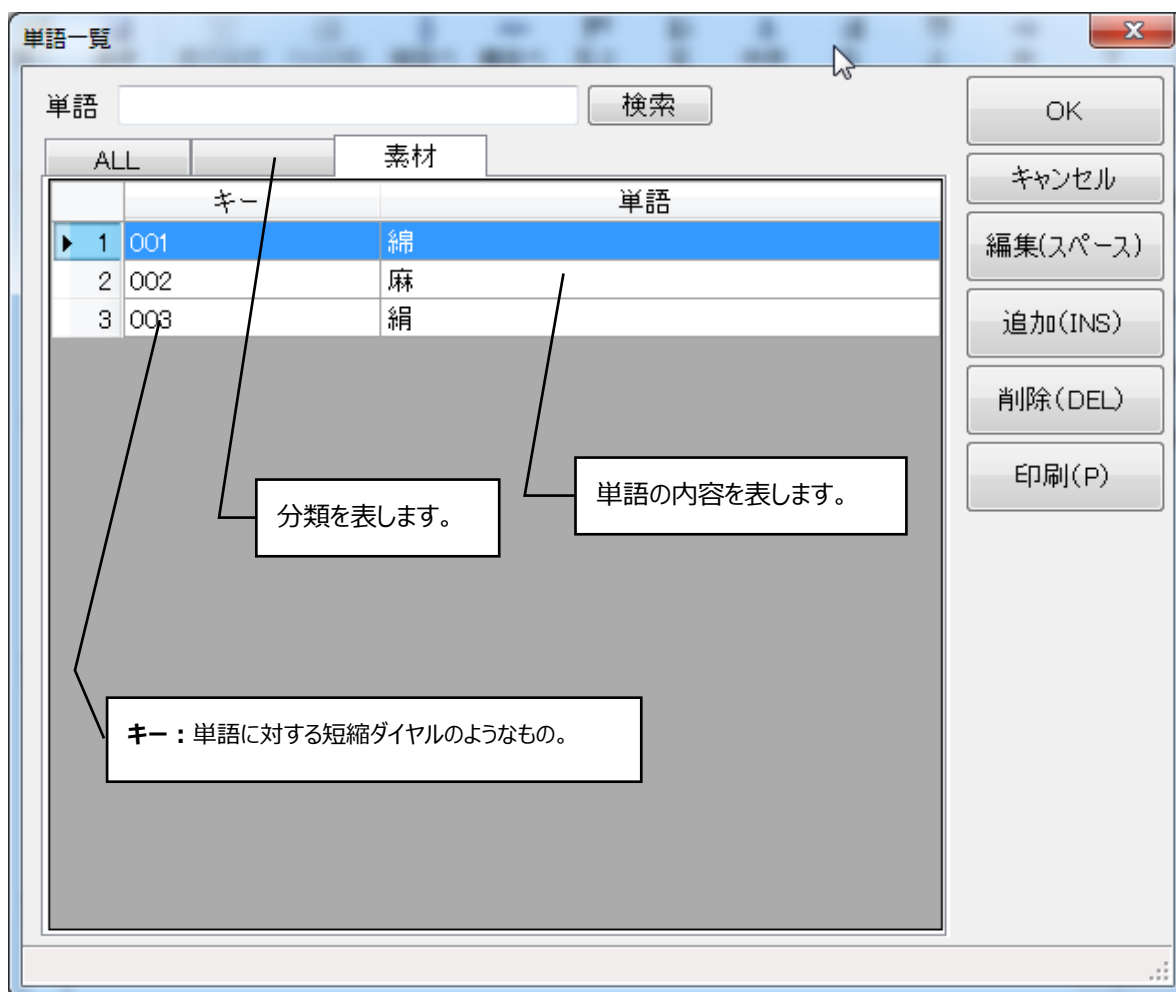 単語一覧
単語 検索
ALL 素材
キー 単語
1 001 綿
2 002 麻
3 003 絹
分類を表します。
単語の内容を表します。
キー：単語に対する短縮ダイヤルのようなもの。
OK
キャンセル
編集(スペース)
追加(INS)
削除(DEL)
印刷(P)